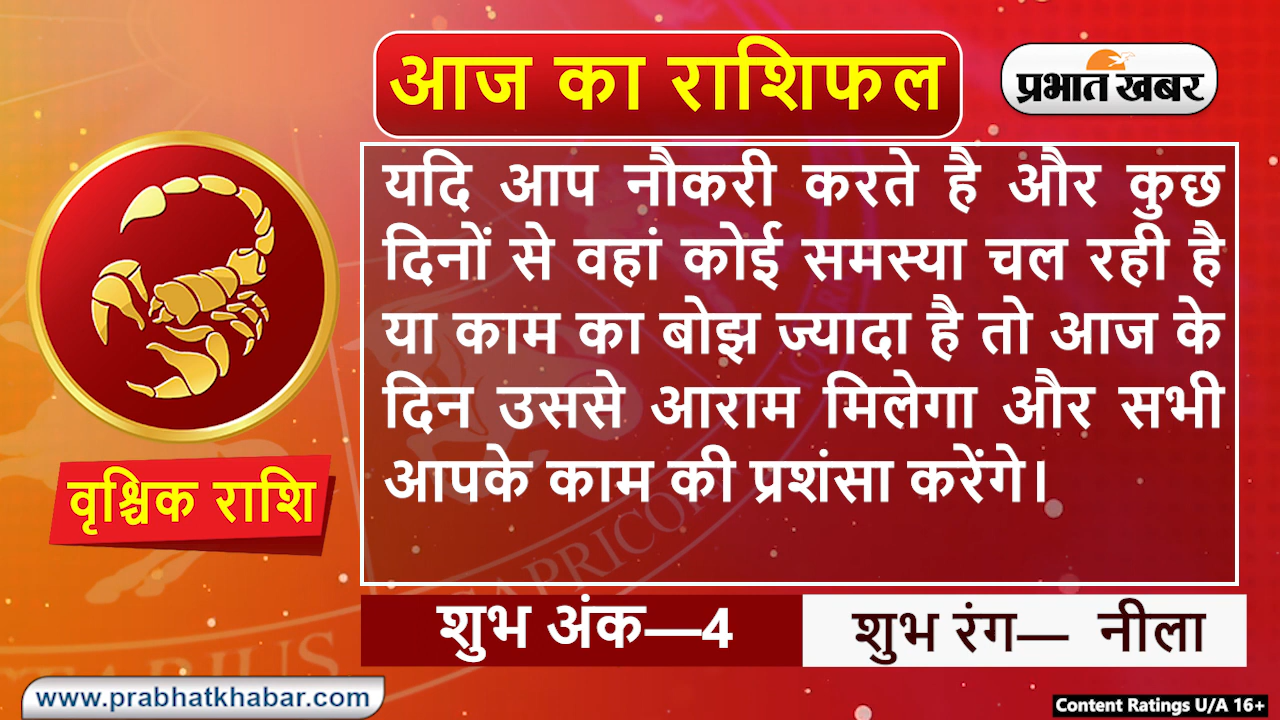 आज का राशिफल
प्रभात खबर
यदि आप नौकरी करते है और कुछ
दिनों से वहां कोई समस्या चल रही है
या काम का बोझ ज्यादा है तो आज के
दिन उससे आराम मिलेगा और सभी
आपके काम की प्रशंसा करेंगे।
वृश्चिक राशि
शुभ अंक—4
शुभ रंग— नीला
www.prabhatkhabar.com
Content Ratings U/A 16+
CAPRICORN